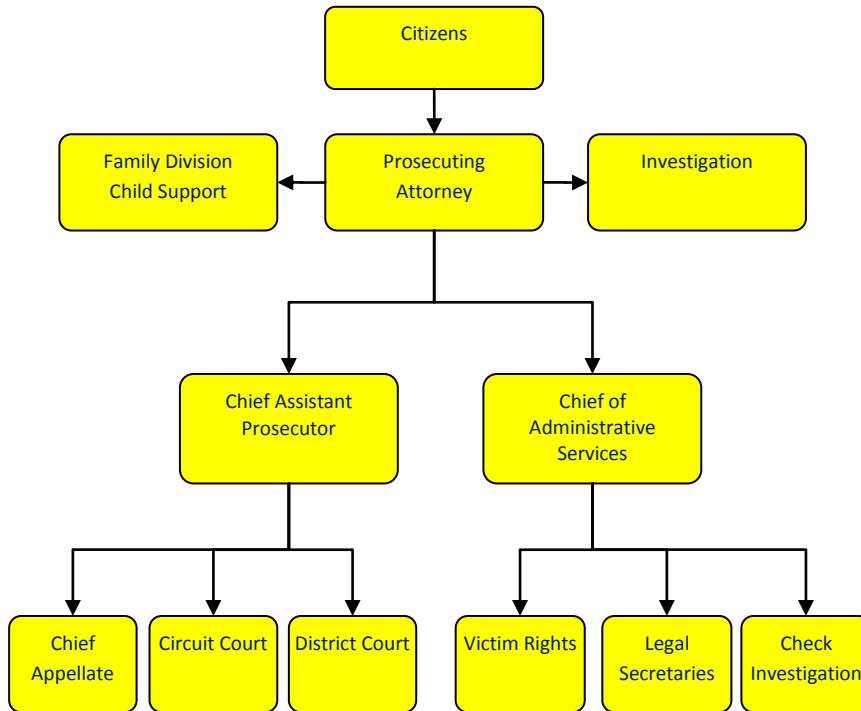 Citizens
Family Division
Child Support
Prosecuting
Attorney
Investigation
Chief Assistant
Prosecutor
Chief of
Administrative
Services
Chief
Appellate
Circuit Court
District Court
Victim Rights
Legal
Secretaries
Check
Investigation